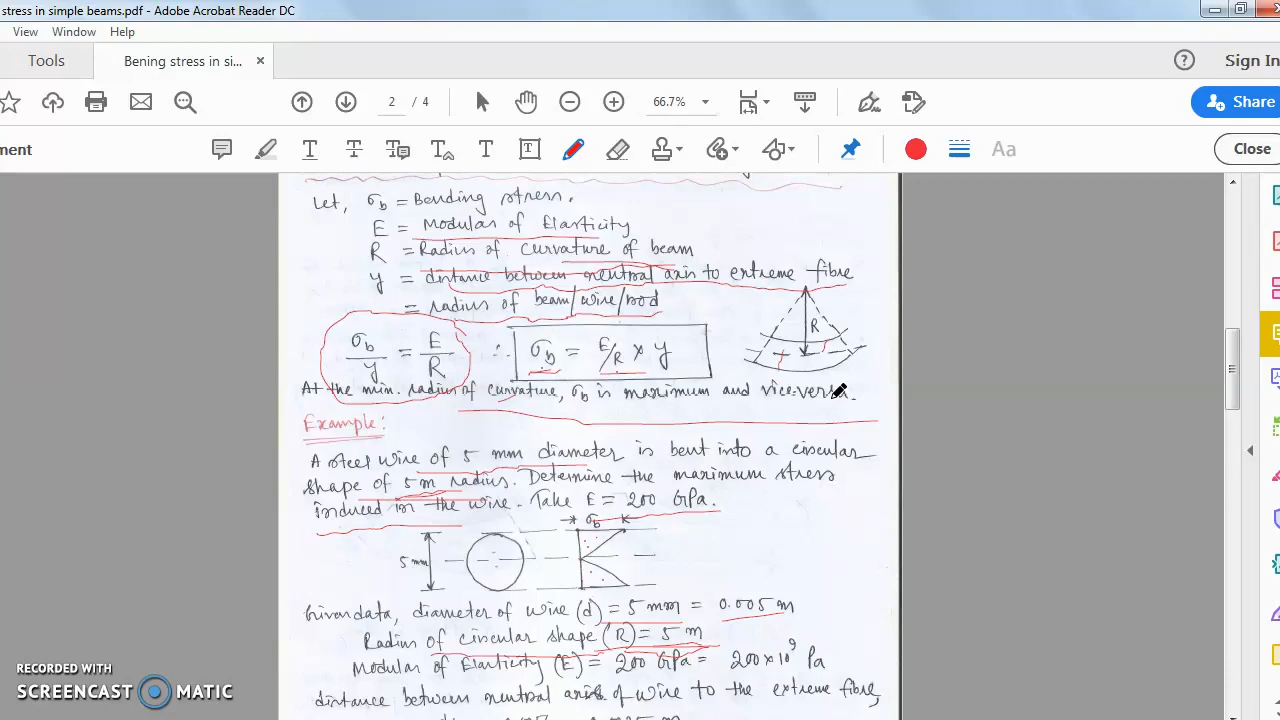 stress in simple beams.pdf - Adobe Acrobat Reader DC
View Window Help
Tools
Bening stress in si... ×
Sign In
2 / 4
66.7%
Share
ment
Aa
Close
Let, σb = Bending stress.
E = Modular of Elasticity
R = Radius of curvature of beam
y = distance between neutral axis to extreme fibre
= radius of beam/wire/rod
σb/y = E/R ∴ σb = E/R × y
R
At the min. radius of curvature, σb is maximum and vice-versa.
Example:
A steel wire of 5 mm diameter is bent into a circular
shape of 5 m radius. Determine the maximum stress
induced in the wire. Take E = 200 GPa.
σb
5 mm
Given data, diameter of wire (d) = 5 mm = 0.005 m
Radius of circular shape (R) = 5 m
Modular of Elasticity (E) = 200 GPa = 200×10⁹ Pa
distance between neutral axis of wire to the extreme fibre,
RECORDED WITH
SCREENCAST MATIC